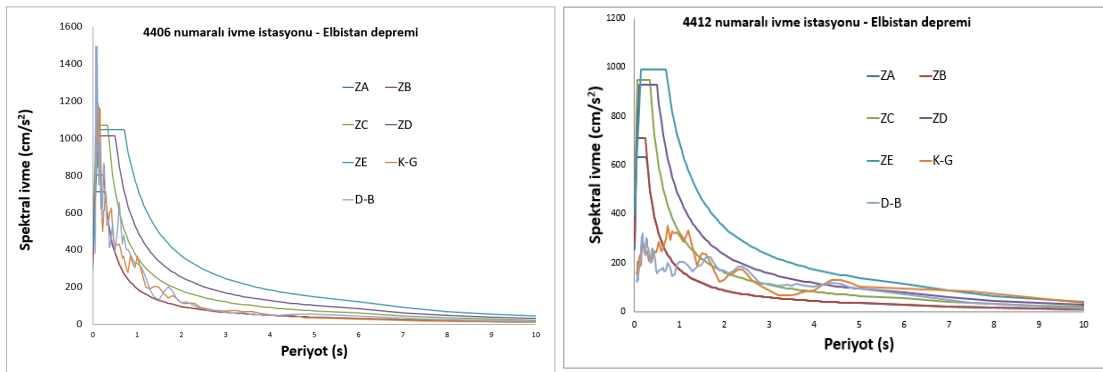 4406 numaralı ivme istasyonu - Elbistan depremi
1600
1400
1200
1000
800
600
400
200
0
Spektral ivme (cm/s²)
ZA ZB
ZC ZD
ZE K-G
D-B
0 1 2 3 4 5 6 7 8 9 10
Periyot (s)
4412 numaralı ivme istasyonu - Elbistan depremi
1200
1000
800
600
400
200
0
Spektral ivme (cm/s²)
ZA ZB
ZC ZD
ZE K-G
D-B
0 1 2 3 4 5 6 7 8 9 10
Periyot (s)